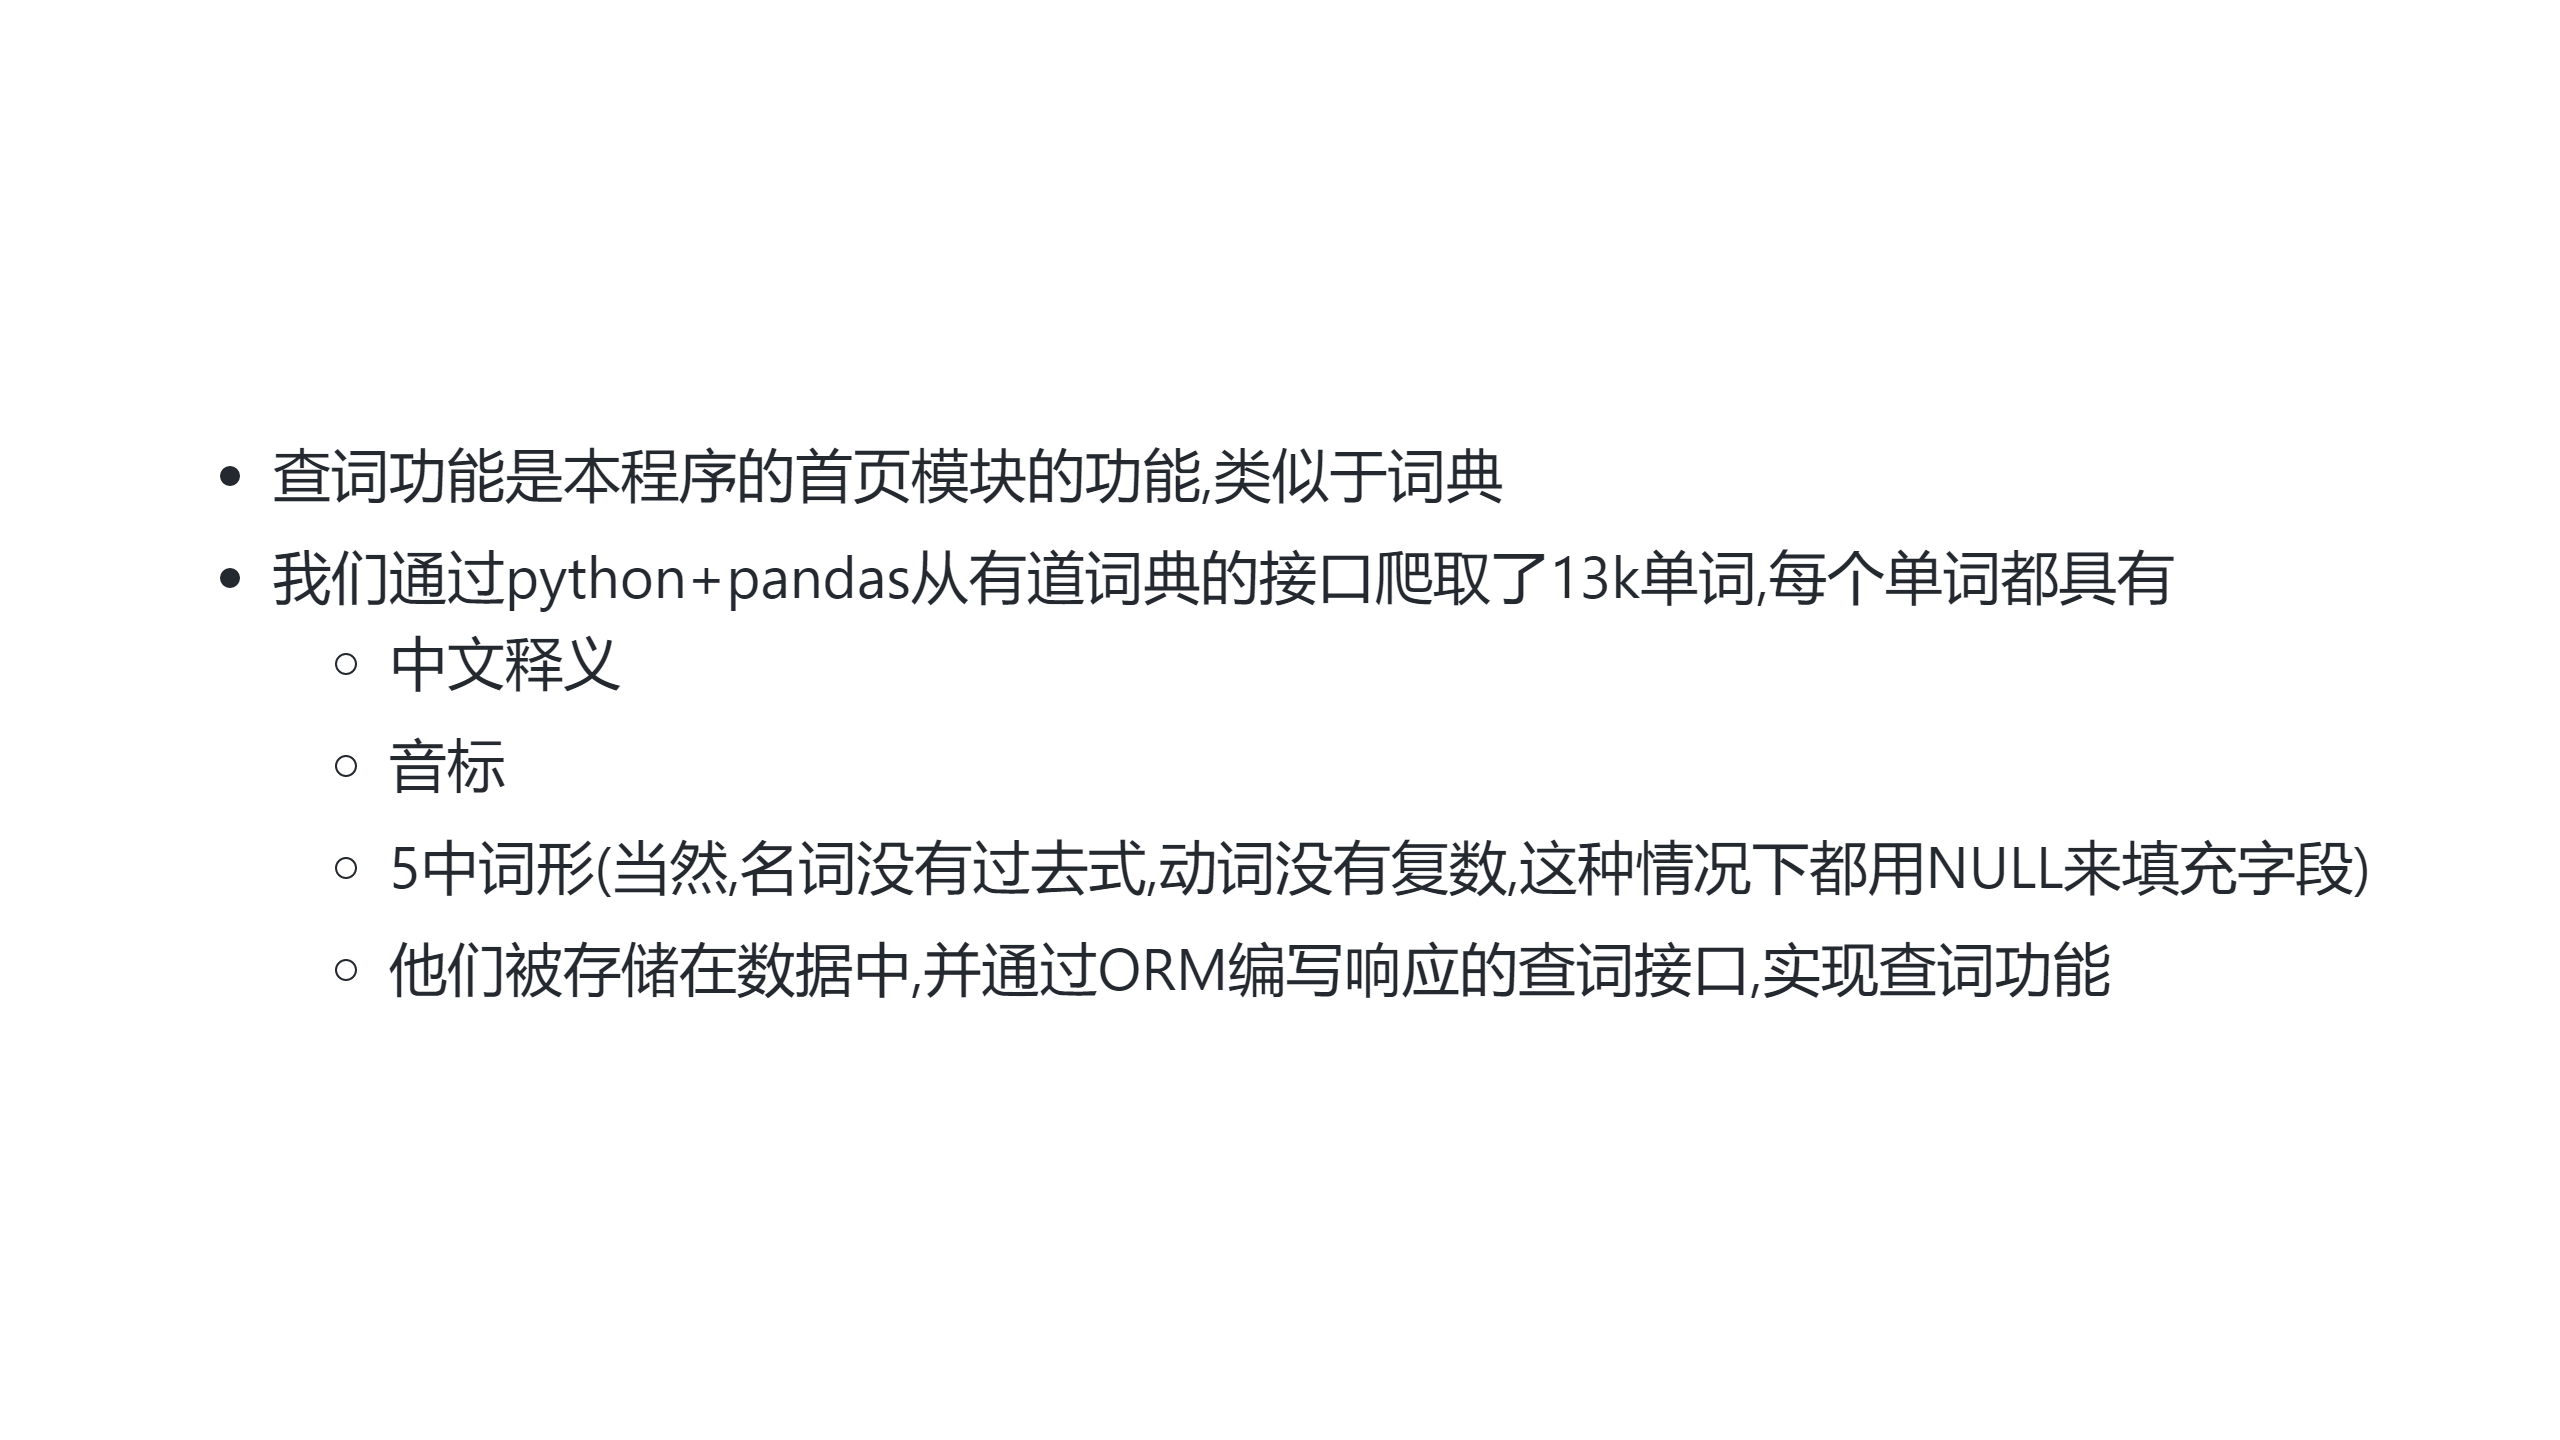 查词功能是本程序的首页模块的功能,类似于词典
我们通过python+pandas从有道词典的接口爬取了13k单词,每个单词都具有
中文释义
音标
5中词形(当然,名词没有过去式,动词没有复数,这种情况下都用NULL来填充字段)
他们被存储在数据中,并通过ORM编写响应的查词接口,实现查词功能